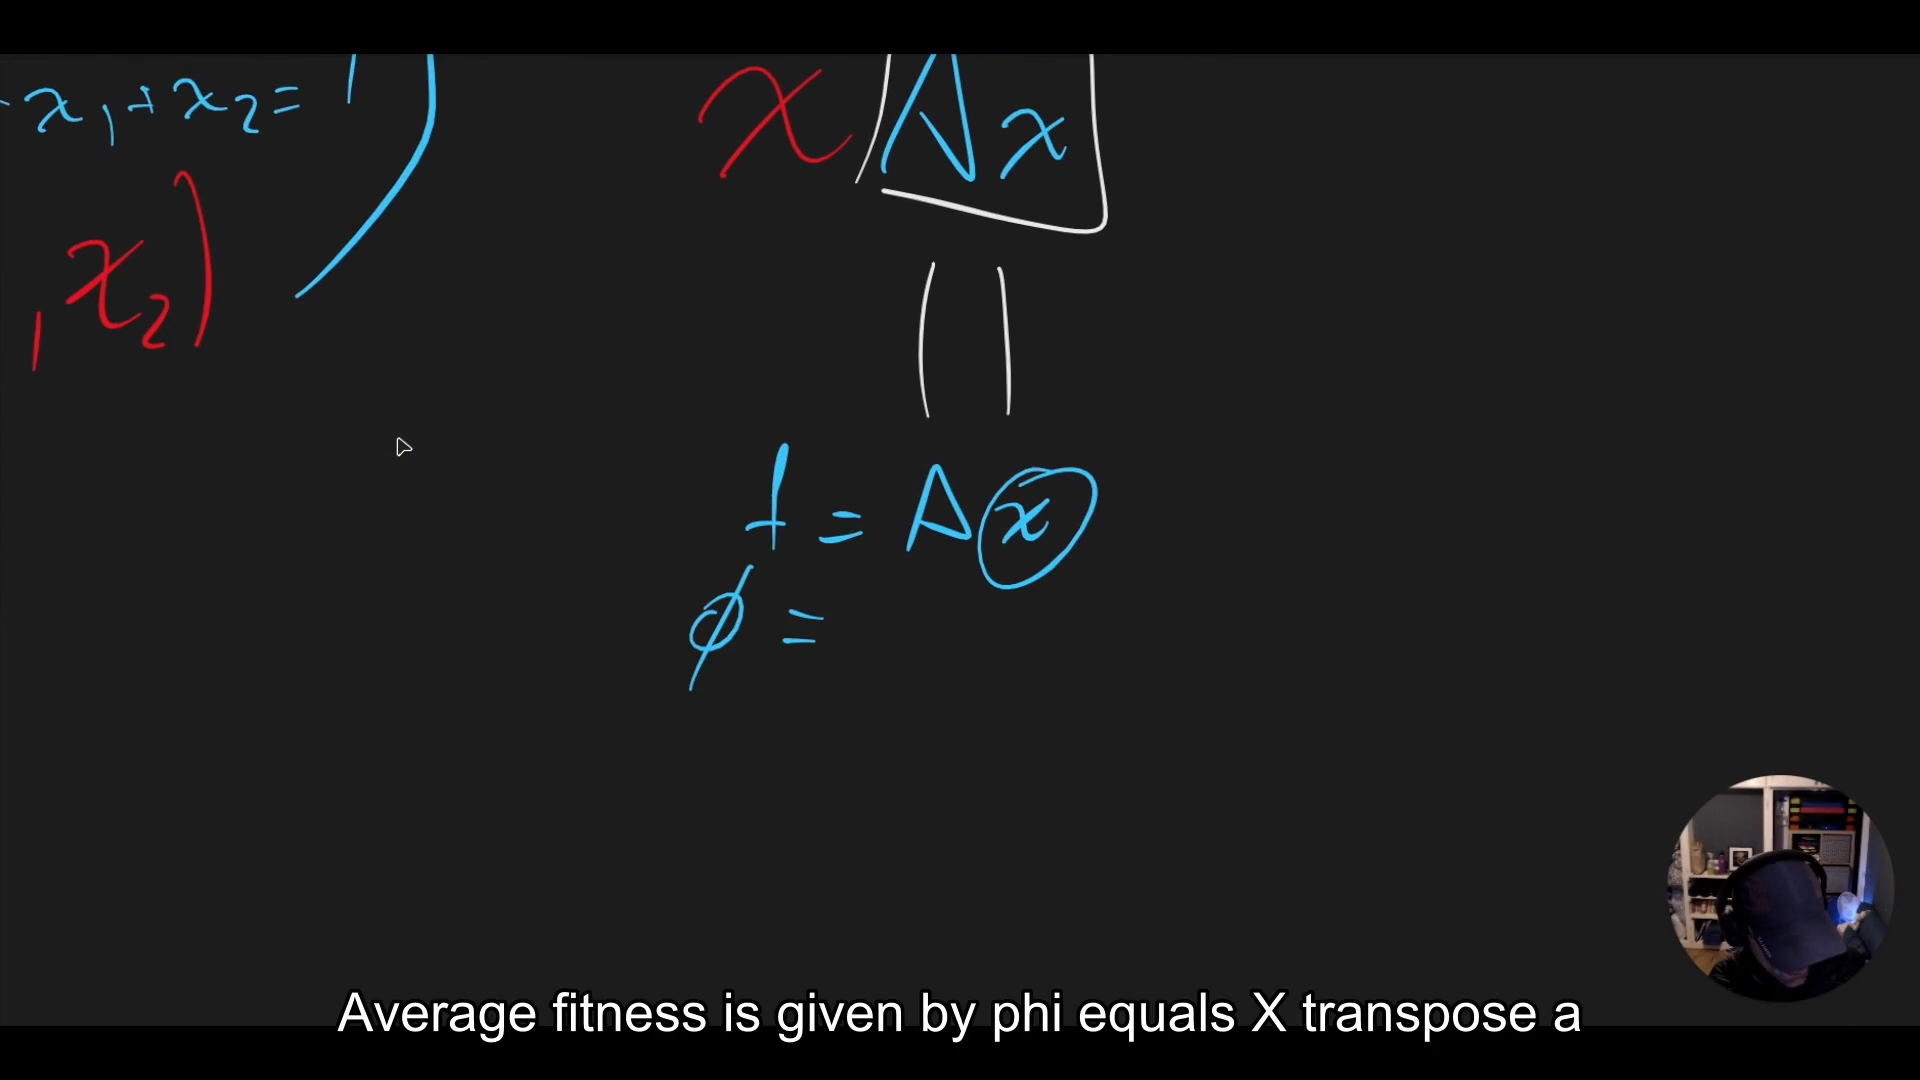 x₁+x₂=1
x Ax
,x₂)
f = Ax
ϕ =
Average fitness is given by phi equals X transpose a